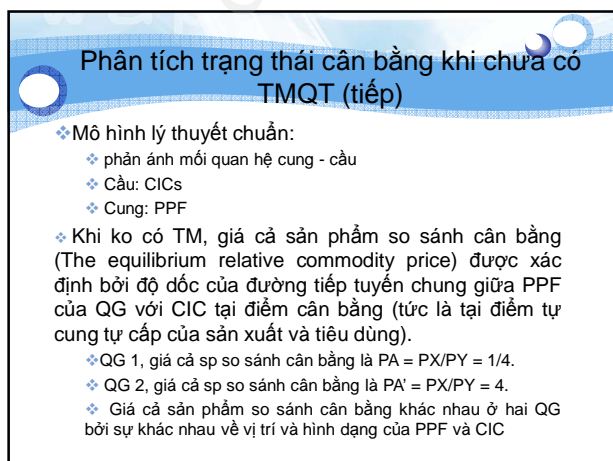 Phân tích trạng thái cân bằng khi chưa có
TMQT (tiếp)
Mô hình lý thuyết chuẩn:
phản ánh mối quan hệ cung - cầu
Cầu: CICs
Cung: PPF
Khi ko có TM, giá cả sản phẩm so sánh cân bằng
(The equilibrium relative commodity price) được xác
định bởi độ dốc của đường tiếp tuyến chung giữa PPF
của QG với CIC tại điểm cân bằng (tức là tại điểm tự
cung tự cấp của sản xuất và tiêu dùng).
QG 1, giá cả sp so sánh cân bằng là PA = PX/PY = 1/4.
QG 2, giá cả sp so sánh cân bằng là PA’ = PX/PY = 4.
Giá cả sản phẩm so sánh cân bằng khác nhau ở hai QG
bởi sự khác nhau về vị trí và hình dạng của PPF và CIC